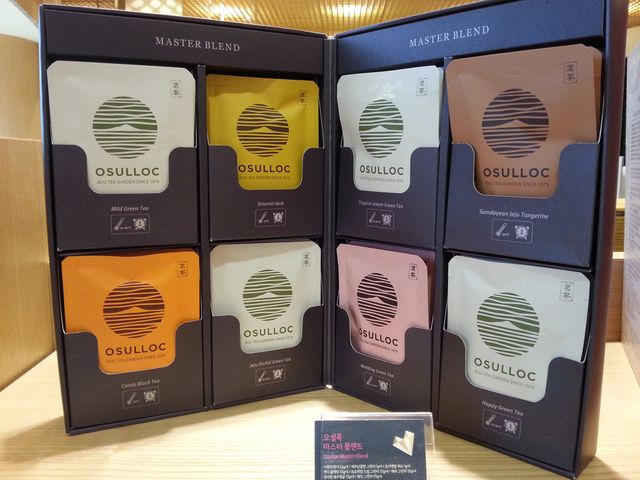 MASTER BLEND
MASTER BLEND
OSULLOC
JEJU TEA GARDEN SINCE 1979
Mild Green Tea
OSULLOC
JEJU TEA GARDEN SINCE 1979
Oriental Herb
OSULLOC
JEJU TEA GARDEN SINCE 1979
Tropical Green Tea
OSULLOC
JEJU TEA GARDEN SINCE 1979
Samdayeon Jeju Tangerine
OSULLOC
JEJU TEA GARDEN SINCE 1979
Candy Black Tea
OSULLOC
JEJU TEA GARDEN SINCE 1979
Jeju Orchid Green Tea
OSULLOC
JEJU TEA GARDEN SINCE 1979
Wedding Green Tea
OSULLOC
JEJU TEA GARDEN SINCE 1979
Happy Green Tea
오설록
마스터 블렌드
Osulloc Master Blend